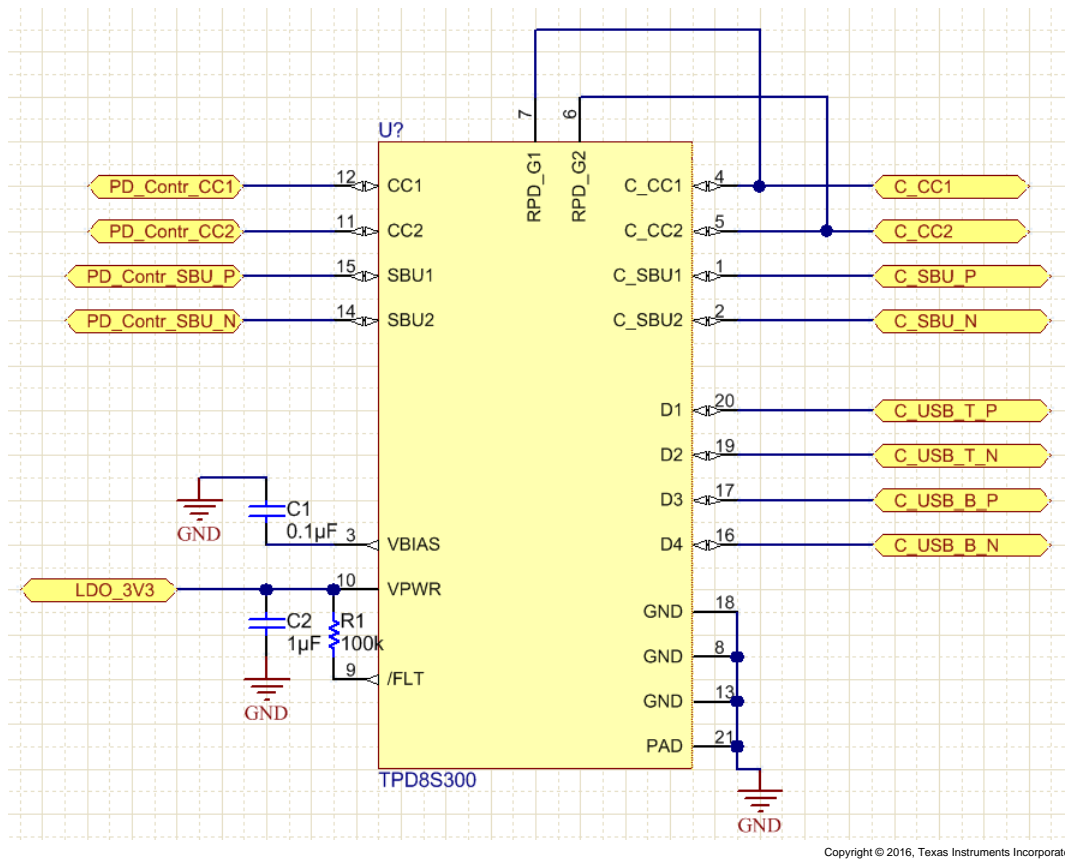 U?
7
6
RPD_G1
RPD_G2
PD_Contr_CC1
12
CC1
C_CC1
4
C_CC1
PD_Contr_CC2
11
CC2
C_CC2
5
C_CC2
PD_Contr_SBU_P
15
SBU1
C_SBU1
1
C_SBU_P
PD_Contr_SBU_N
14
SBU2
C_SBU2
2
C_SBU_N
D1
20
C_USB_T_P
D2
19
C_USB_T_N
D3
17
C_USB_B_P
D4
16
C_USB_B_N
GND
C1
0.1µF
3
VBIAS
LDO_3V3
10
VPWR
C2
1µF
R1
100k
9
/FLT
GND
GND
18
GND
8
GND
13
PAD
21
GND
TPD8S300
Copyright © 2016, Texas Instruments Incorporat